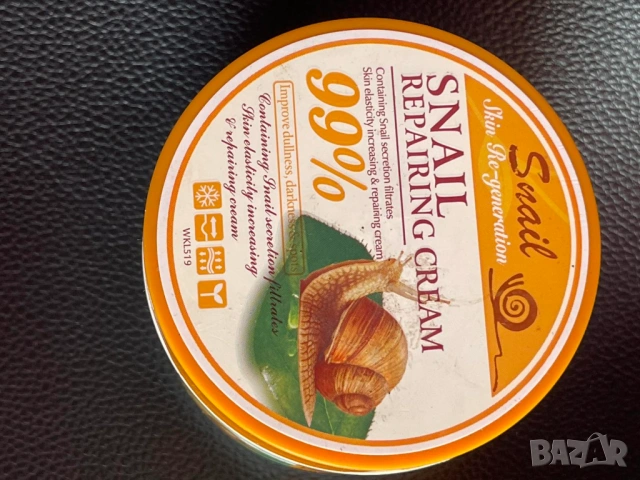 Snail
Skin Re-generation
SNAIL
REPAIRING CREAM
Containing Snail secretion filtrates
Skin elasticity increasing & repairing cream
99%
Improve dullness, darkness
Containing Snail secretion filtrates
Skin elasticity increasing
& repairing cream
WKL519
BAZAR